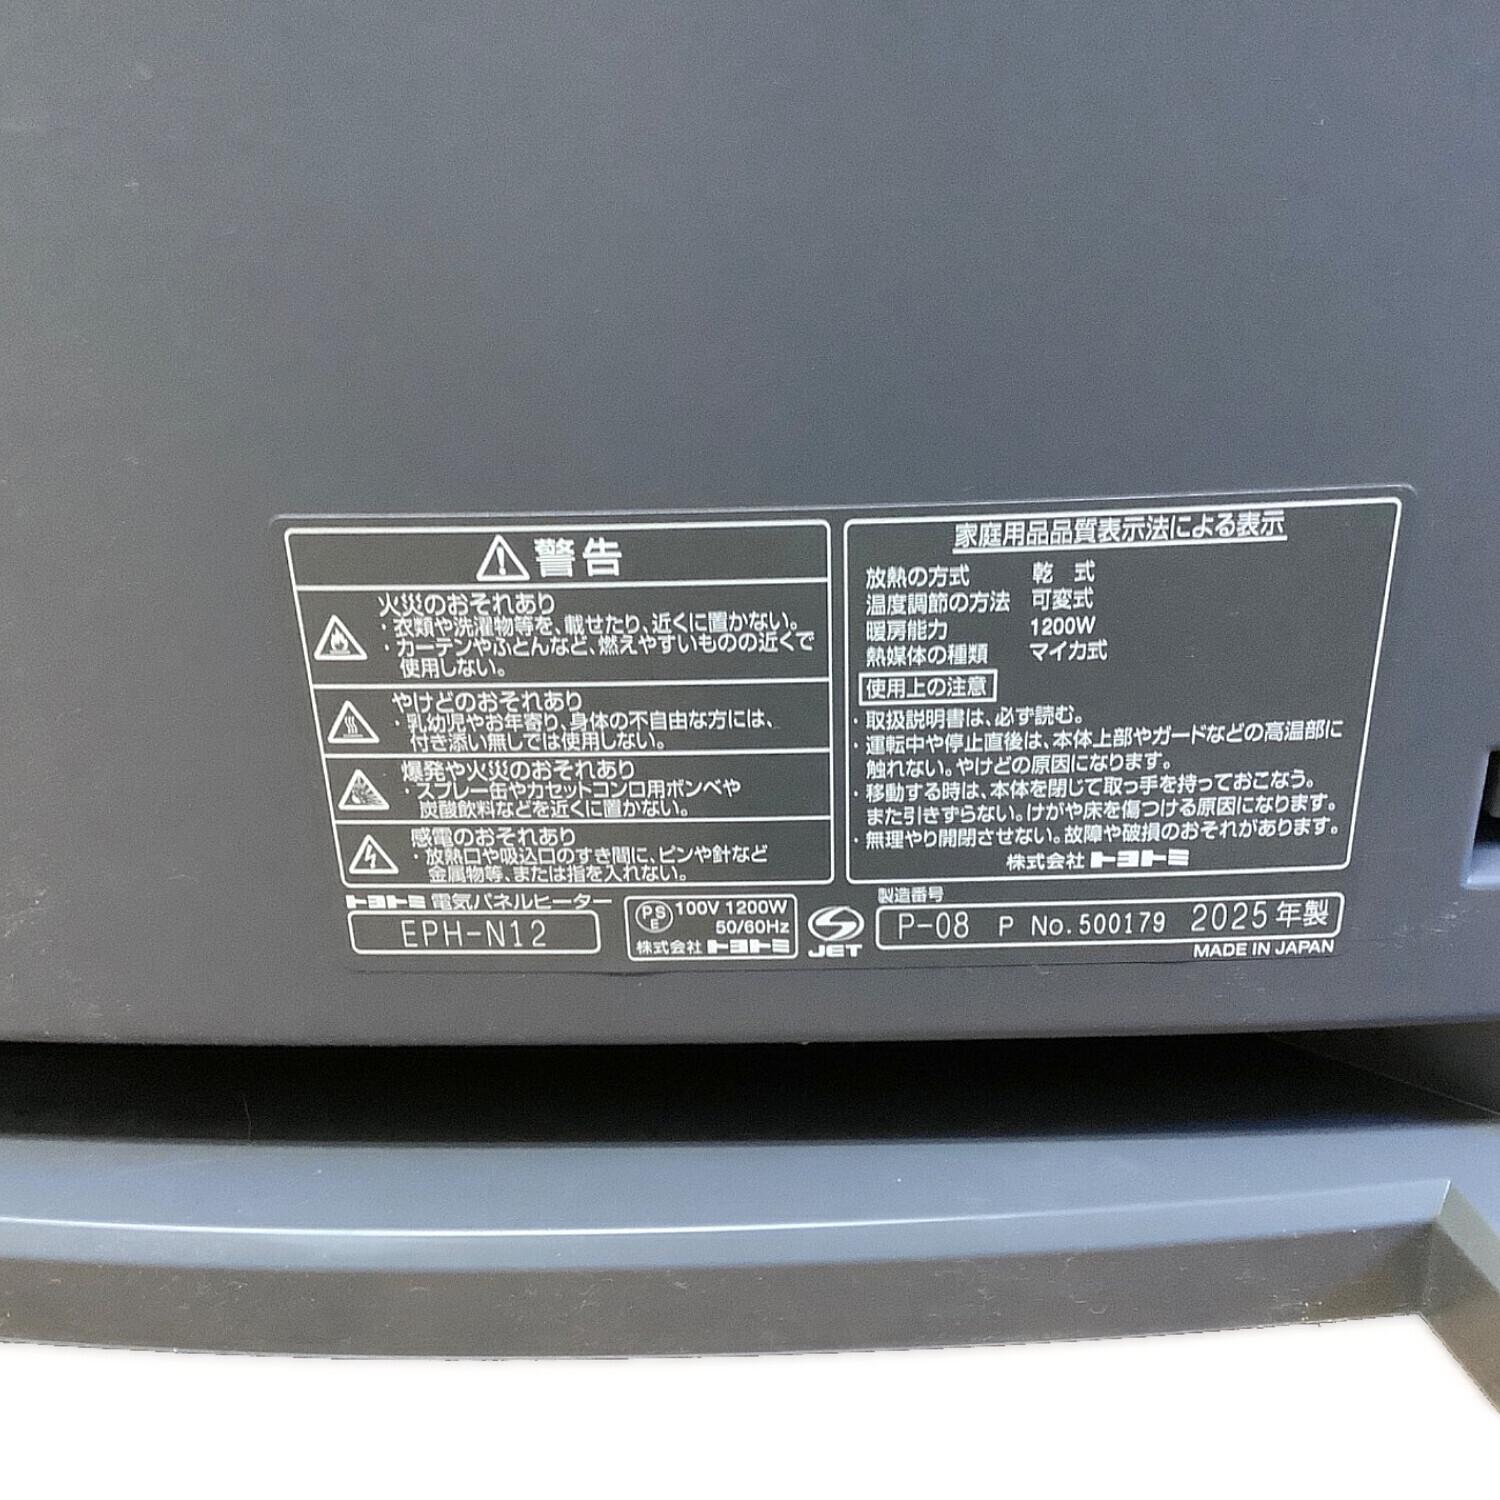 警告
火災のおそれあり
・衣類や洗濯物等を、載せたり、近くに置かない。
・カーテンやふとんなど、燃えやすいものの近くで
使用しない。
やけどのおそれあり
・乳幼児やお年寄り、身体の不自由な方には、
付き添い無しでは使用しない。
爆発や火災のおそれあり
・スプレー缶やカセットコンロ用ボンベや
炭酸飲料などを近くに置かない。
感電のおそれあり
・放熱口や吸込口のすき間に、ピンや針など
金属物等、または指を入れない。
トヨトミ 電気パネルヒーター
EPH-N12
PSE 100V 1200W
50/60Hz
株式会社 トヨトミ
JET
家庭用品品質表示法による表示
放熱の方式 乾 式
温度調節の方法 可変式
暖房能力 1200W
熱媒体の種類 マイカ式
使用上の注意
・取扱説明書は、必ず読む。
・運転中や停止直後は、本体上部やガードなどの高温部に
触れない。やけどの原因になります。
・移動する時は、本体を閉じて取っ手を持っておこなう。
また引きずらない。けがや床を傷つける原因になります。
・無理やり開閉させない。故障や破損のおそれがあります。
株式会社 トヨトミ
製造番号
P-08 P No.500179 2025年製
MADE IN JAPAN